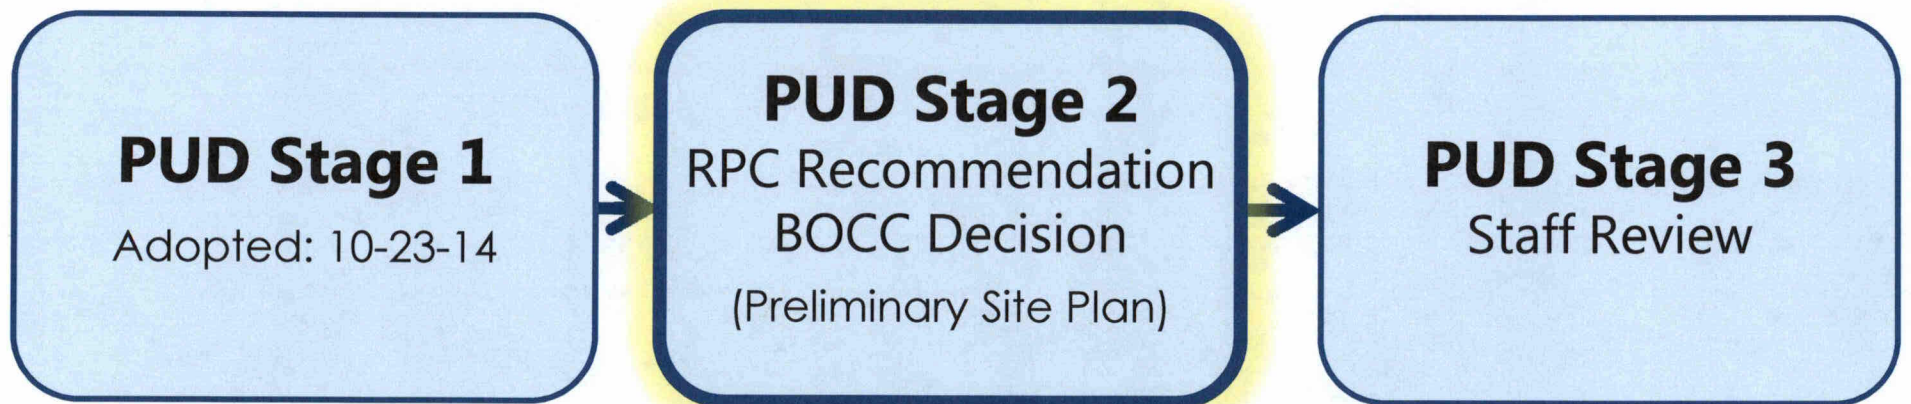 PUD Stage 1
Adopted: 10-23-14
PUD Stage 2
RPC Recommendation
BOCC Decision
(Preliminary Site Plan)
PUD Stage 3
Staff Review